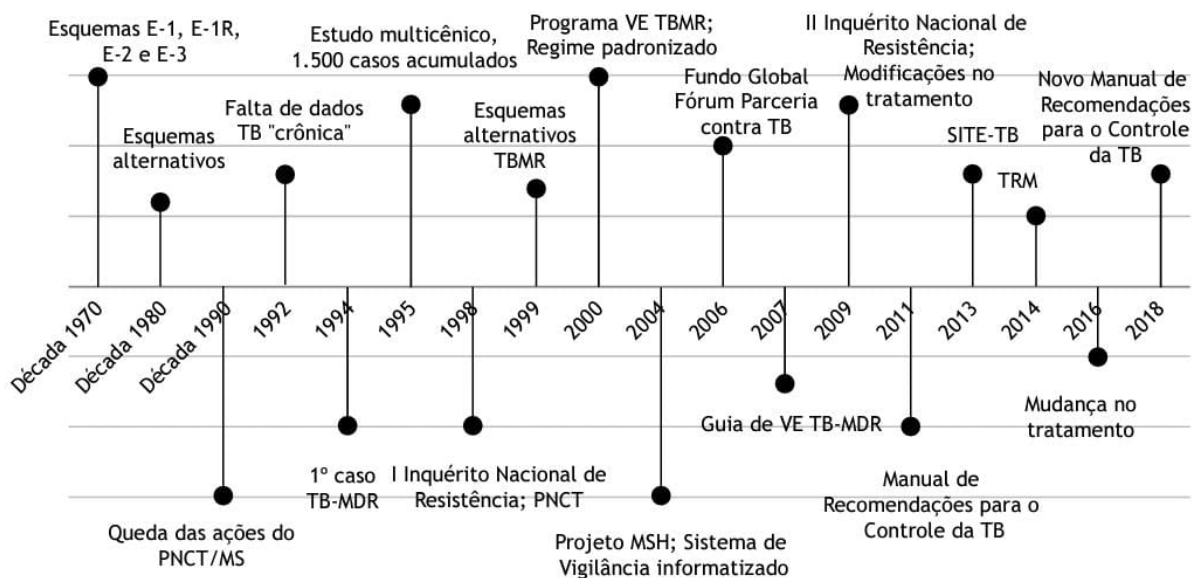 Esquemas E-1, E-1R,
E-2 e E-3
Esquemas
alternativos
Falta de dados
TB "crônica"
Estudo multicênico,
1.500 casos acumulados
Esquemas
alternativos
TBMR
Programa VE TBMR;
Regime padronizado
Fundo Global
Fórum Parceria
contra TB
II Inquérito Nacional de
Resistência;
Modificações no
tratamento
SITE-TB
TRM
Novo Manual de
Recomendações
para o Controle
da TB
Década 1970
Década 1980
Década 1990
1992
1994
1995
1998
1999
2000
2004
2006
2007
2009
2011
2013
2014
2016
2018
Queda das ações do
PNCT/MS
1º caso
TB-MDR
I Inquérito Nacional de
Resistência; PNCT
Projeto MSH; Sistema de
Vigilância informatizado
Guia de VE TB-MDR
Manual de
Recomendações para o
Controle da TB
Mudança no
tratamento